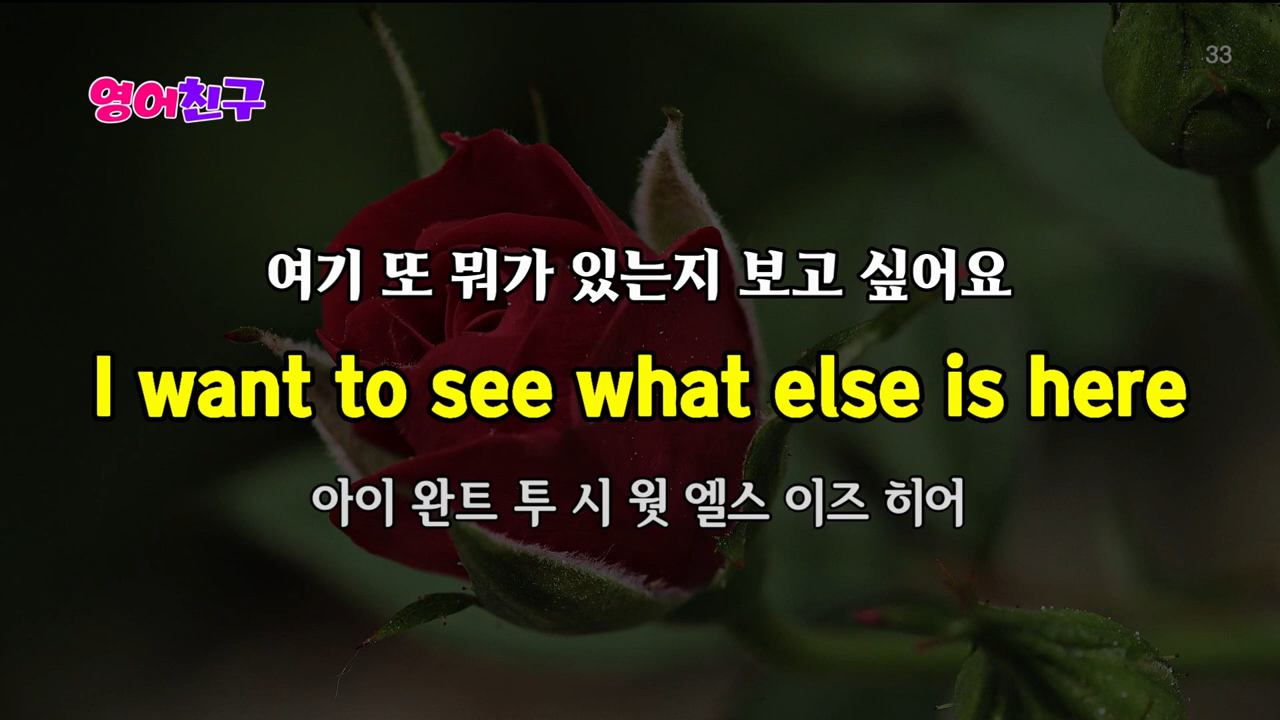 33
영어친구
여기 또 뭐가 있는지 보고 싶어요
I want to see what else is here
아이 완트 투 시 웟 엘스 이즈 히어